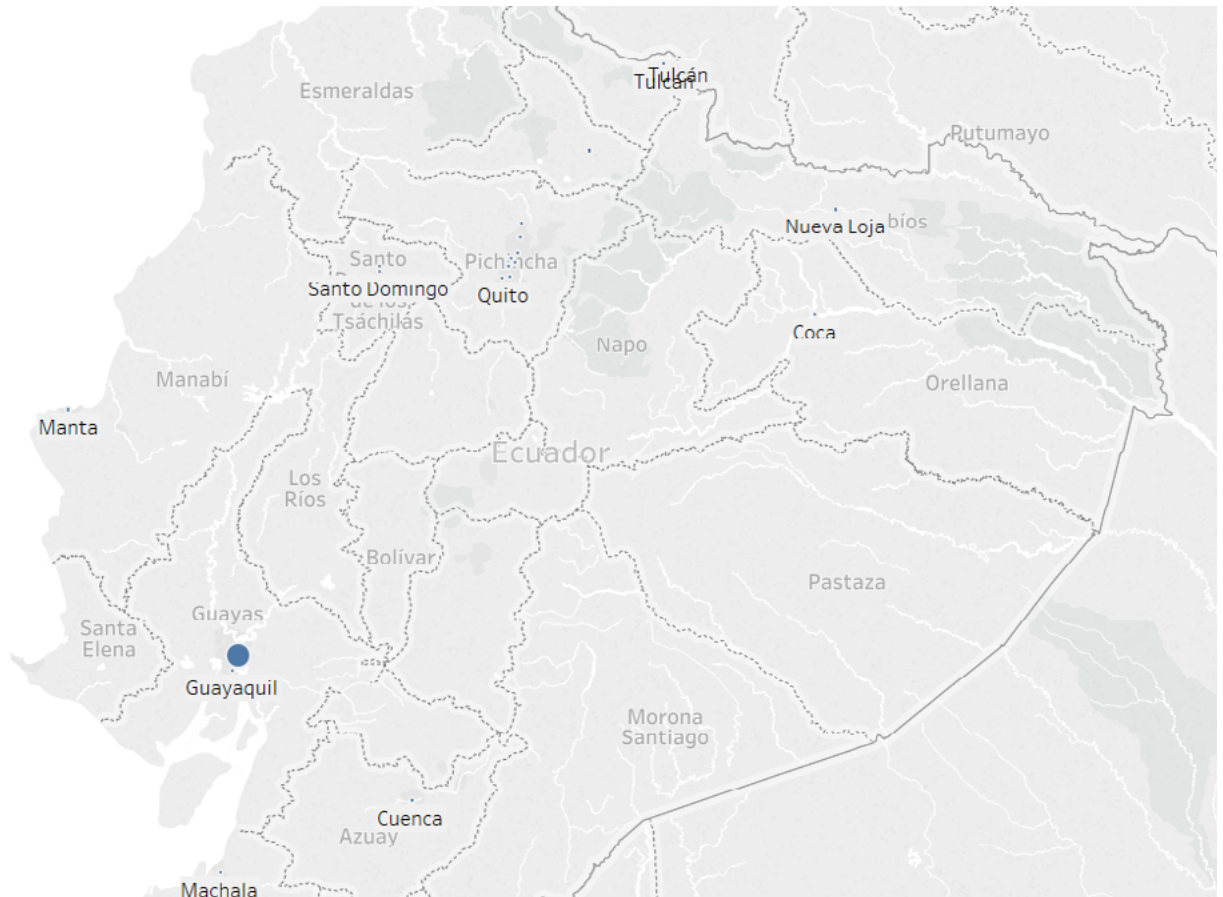 Tulcán
Tulcán
Esmeraldas
Putumayo
Nueva Loja
bíos
Santo
Pichincha
Santo Domingo
Quito
de los
Tsáchilas
Coca
Napo
Manabí
Orellana
Manta
Ecuador
Los
Ríos
Bolívar
Pastaza
Guayas
Santa
Elena
Guayaquil
Morona
Santiago
Cuenca
Azuay
Machala